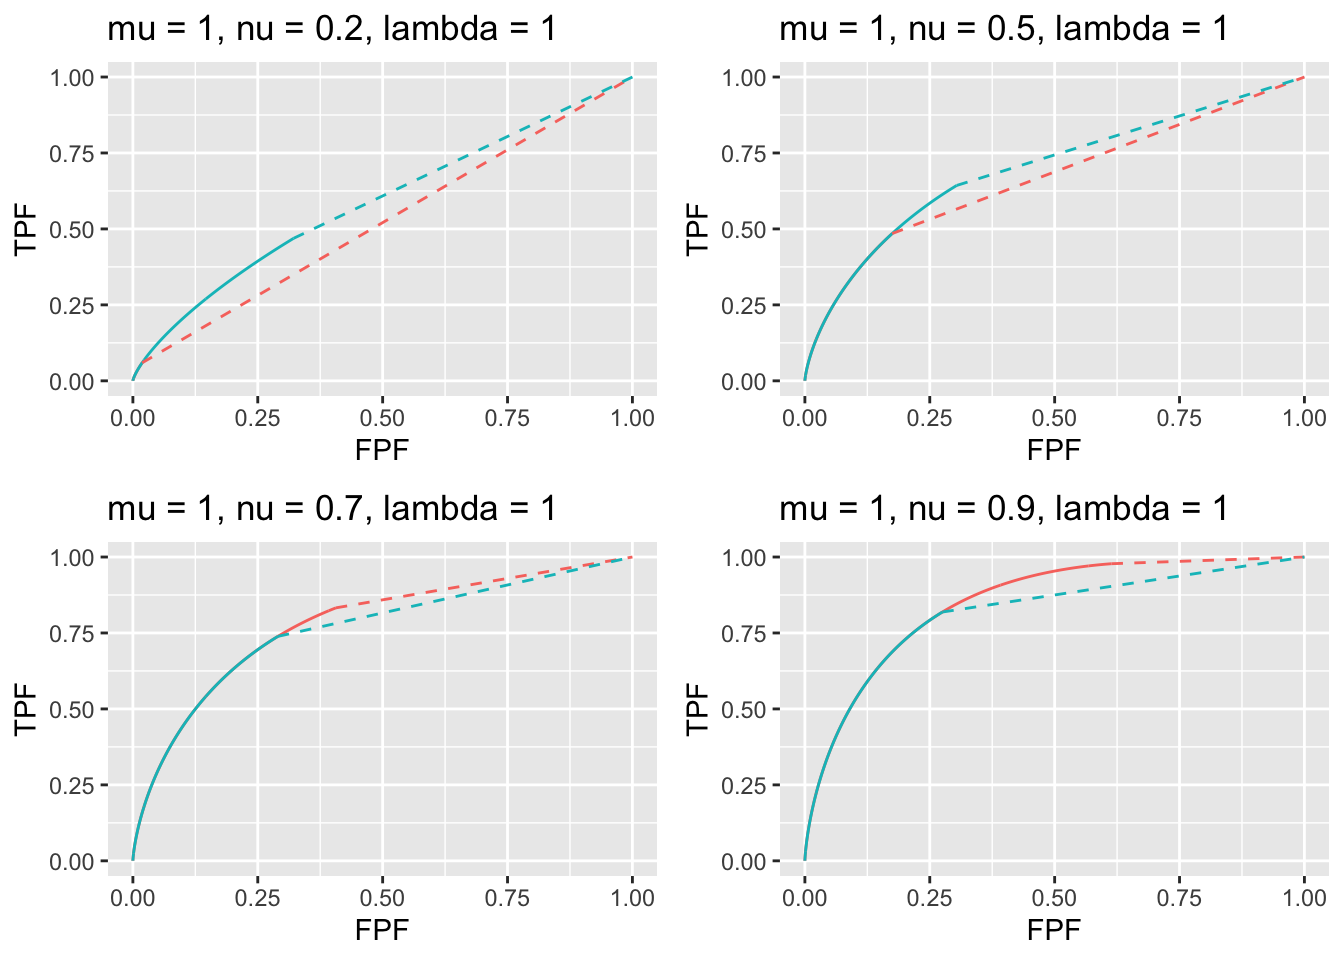 mu = 1, nu = 0.2, lambda = 1
TPF
1.00
0.75
0.50
0.25
0.00
0.00 0.25 0.50 0.75 1.00
FPF
mu = 1, nu = 0.5, lambda = 1
TPF
1.00
0.75
0.50
0.25
0.00
0.00 0.25 0.50 0.75 1.00
FPF
mu = 1, nu = 0.7, lambda = 1
TPF
1.00
0.75
0.50
0.25
0.00
0.00 0.25 0.50 0.75 1.00
FPF
mu = 1, nu = 0.9, lambda = 1
TPF
1.00
0.75
0.50
0.25
0.00
0.00 0.25 0.50 0.75 1.00
FPF